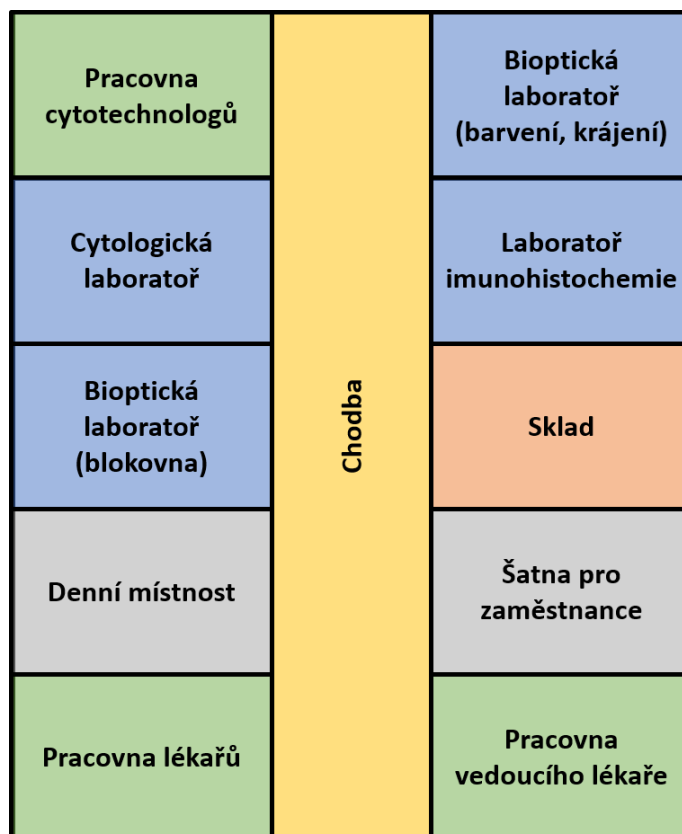 Pracovna
cytotechnologů
Bioptická
laboratoř
(barvení, krájení)
Cytologická
laboratoř
Laboratoř
imunohistochemie
Bioptická
laboratoř
(blokovna)
Chodba
Sklad
Denní místnost
Šatna pro
zaměstnance
Pracovna lékařů
Pracovna
vedoucího lékaře